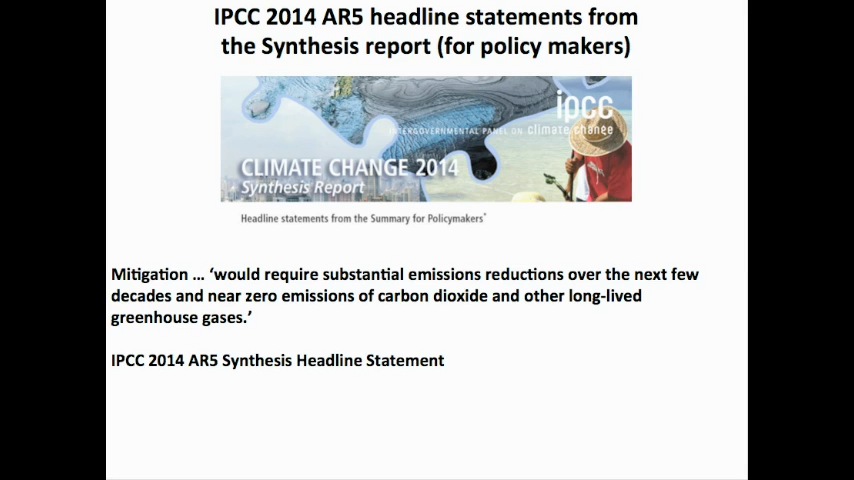 IPCC 2014 AR5 headline statements from
the Synthesis report (for policy makers)
ipcc
INTERGOVERNMENTAL PANEL ON climate change
CLIMATE CHANGE 2014
Synthesis Report
Headline statements from the Summary for Policymakers*
Mitigation … ‘would require substantial emissions reductions over the next few
decades and near zero emissions of carbon dioxide and other long-lived
greenhouse gases.’
IPCC 2014 AR5 Synthesis Headline Statement